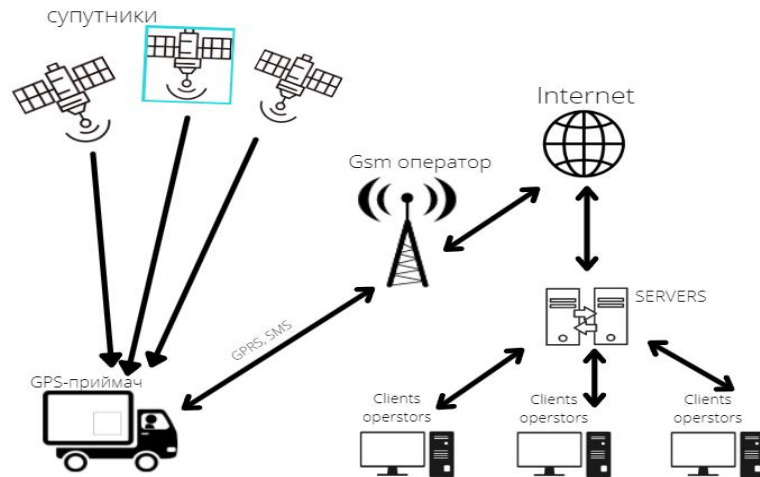 супутники
Internet
Gsm оператор
SERVERS
GPRS, SMS
GPS-приймач
Clients
operstors
Clients
operstors
Clients
operstors